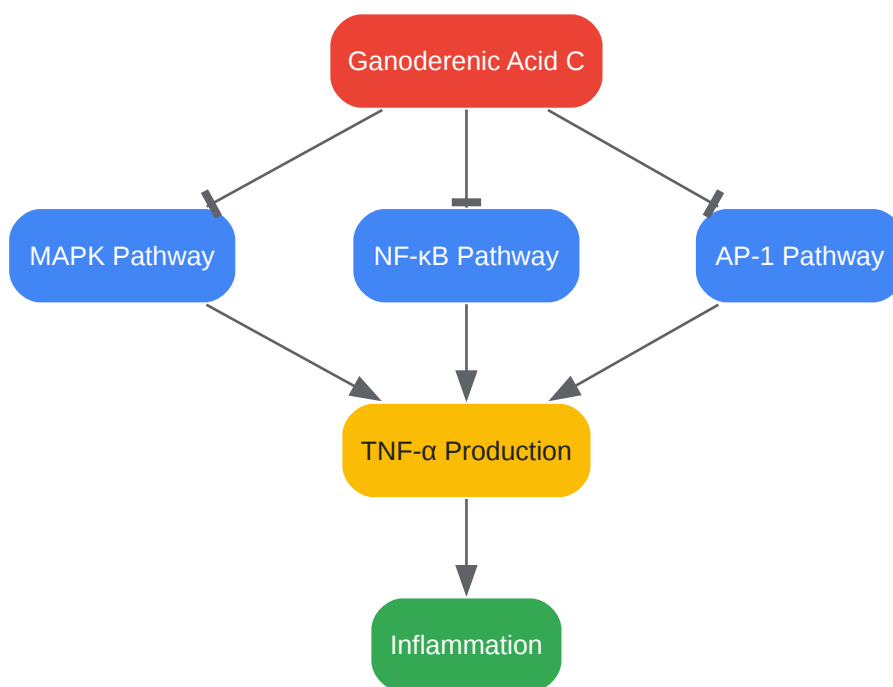 Ganoderenic Acid C
MAPK Pathway
NF-κB Pathway
AP-1 Pathway
TNF-α Production
Inflammation